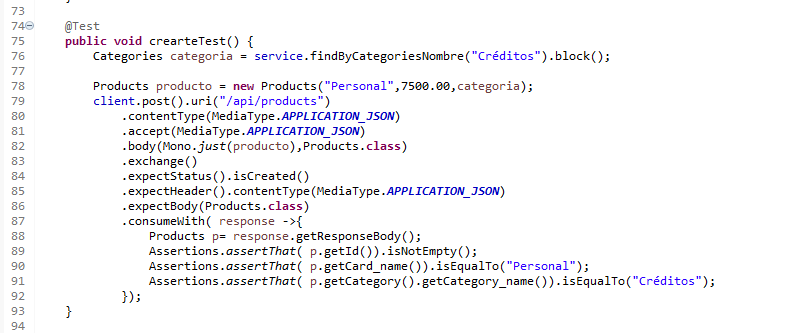 73
74 @Test
75 public void crearteTest() {
76 Categories categoria = service.findByCategoriesNombre("Créditos").block();
77
78 Products producto = new Products("Personal",7500.00,categoria);
79 client.post().uri("/api/products")
80 .contentType(MediaType.APPLICATION_JSON)
81 .accept(MediaType.APPLICATION_JSON)
82 .body(Mono.just(producto),Products.class)
83 .exchange()
84 .expectStatus().isCreated()
85 .expectHeader().contentType(MediaType.APPLICATION_JSON)
86 .expectBody(Products.class)
87 .consumeWith( response ->{
88 Products p= response.getResponseBody();
89 Assertions.assertThat( p.getId()).isNotEmpty();
90 Assertions.assertThat( p.getCard_name()).isEqualTo("Personal");
91 Assertions.assertThat( p.getCategory().getCategory_name()).isEqualTo("Créditos");
92 });
93 }
94